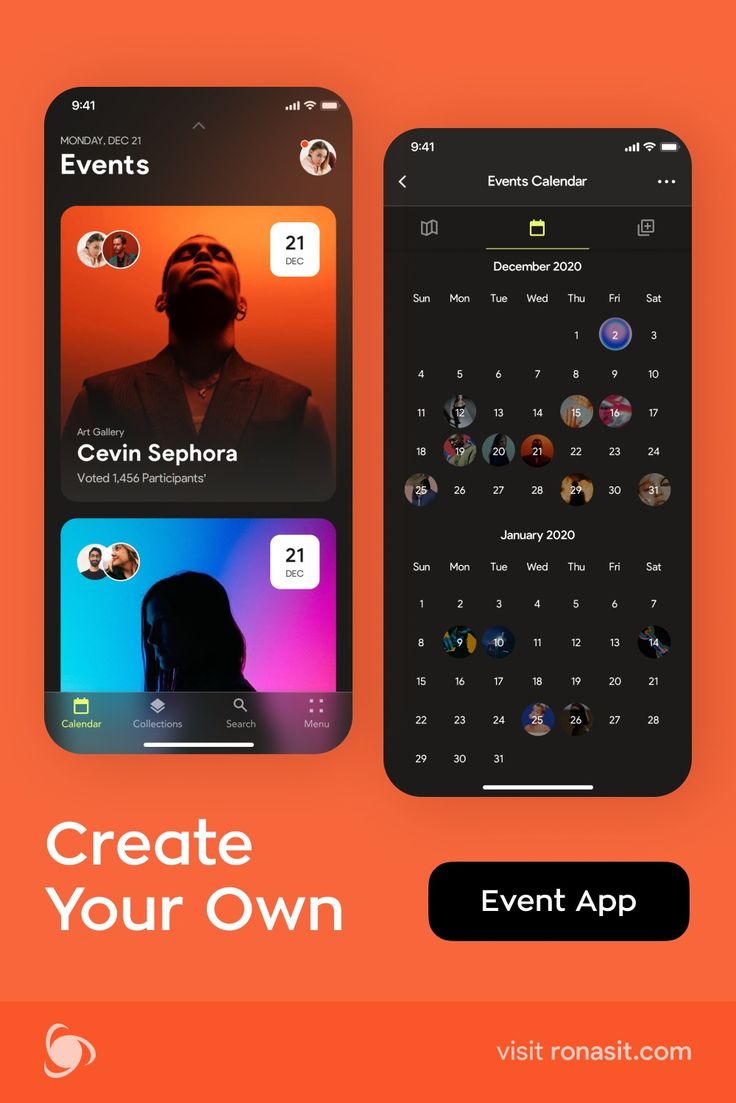 9:41
MONDAY, DEC 21
Events
21
DEC
Art Gallery
Cevin Sephora
Voted 1,456 Participants'
21
DEC
Calendar Collections Search Menu
9:41
Events Calendar
December 2020
Sun Mon Tue Wed Thu Fri Sat
1 2 3
4 5 6 7 8 9 10
11 12 13 14 15 16 17
18 19 20 21 22 23 24
25 26 27 28 29 30 31
January 2020
Sun Mon Tue Wed Thu Fri Sat
1 2 3 4 5 6 7
8 9 10 11 12 13 14
15 16 17 18 19 20 21
22 23 24 25 26 27 28
29 30 31
Create
Your Own
Event App
visit ronasit.com